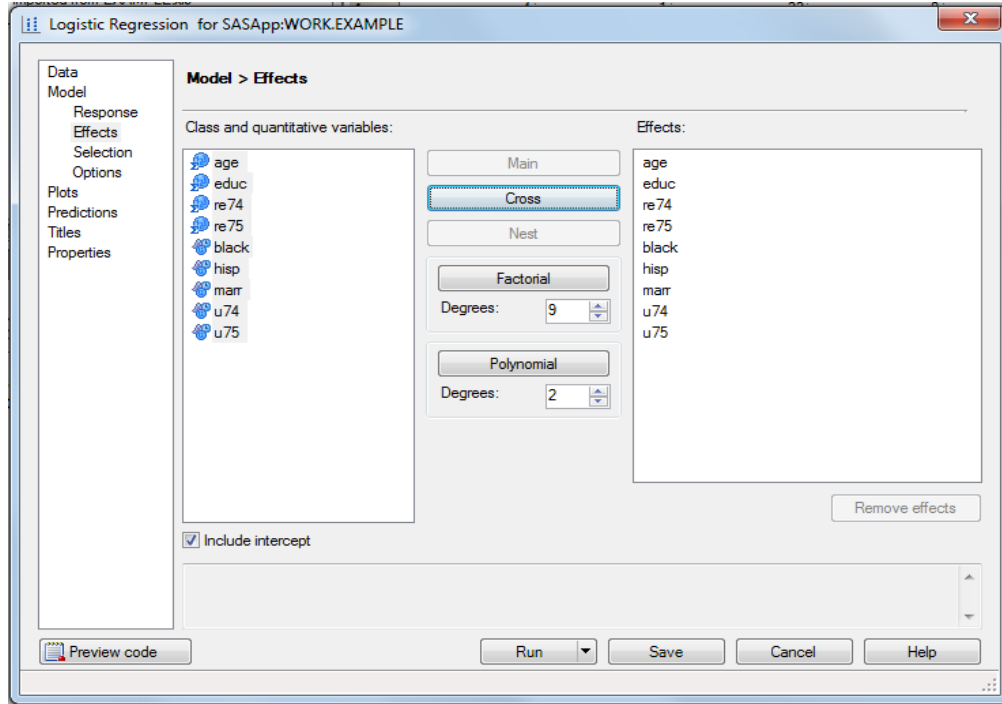 Logistic Regression for SASApp:WORK.EXAMPLE
Data
Model
Response
Effects
Selection
Options
Plots
Predictions
Titles
Properties
Model > Effects
Class and quantitative variables:
age
educ
re74
re75
black
hisp
marr
u74
u75
Main
Cross
Nest
Factorial
Degrees: 9
Polynomial
Degrees: 2
Effects:
age
educ
re74
re75
black
hisp
marr
u74
u75
Remove effects
Include intercept
Preview code
Run
Save
Cancel
Help